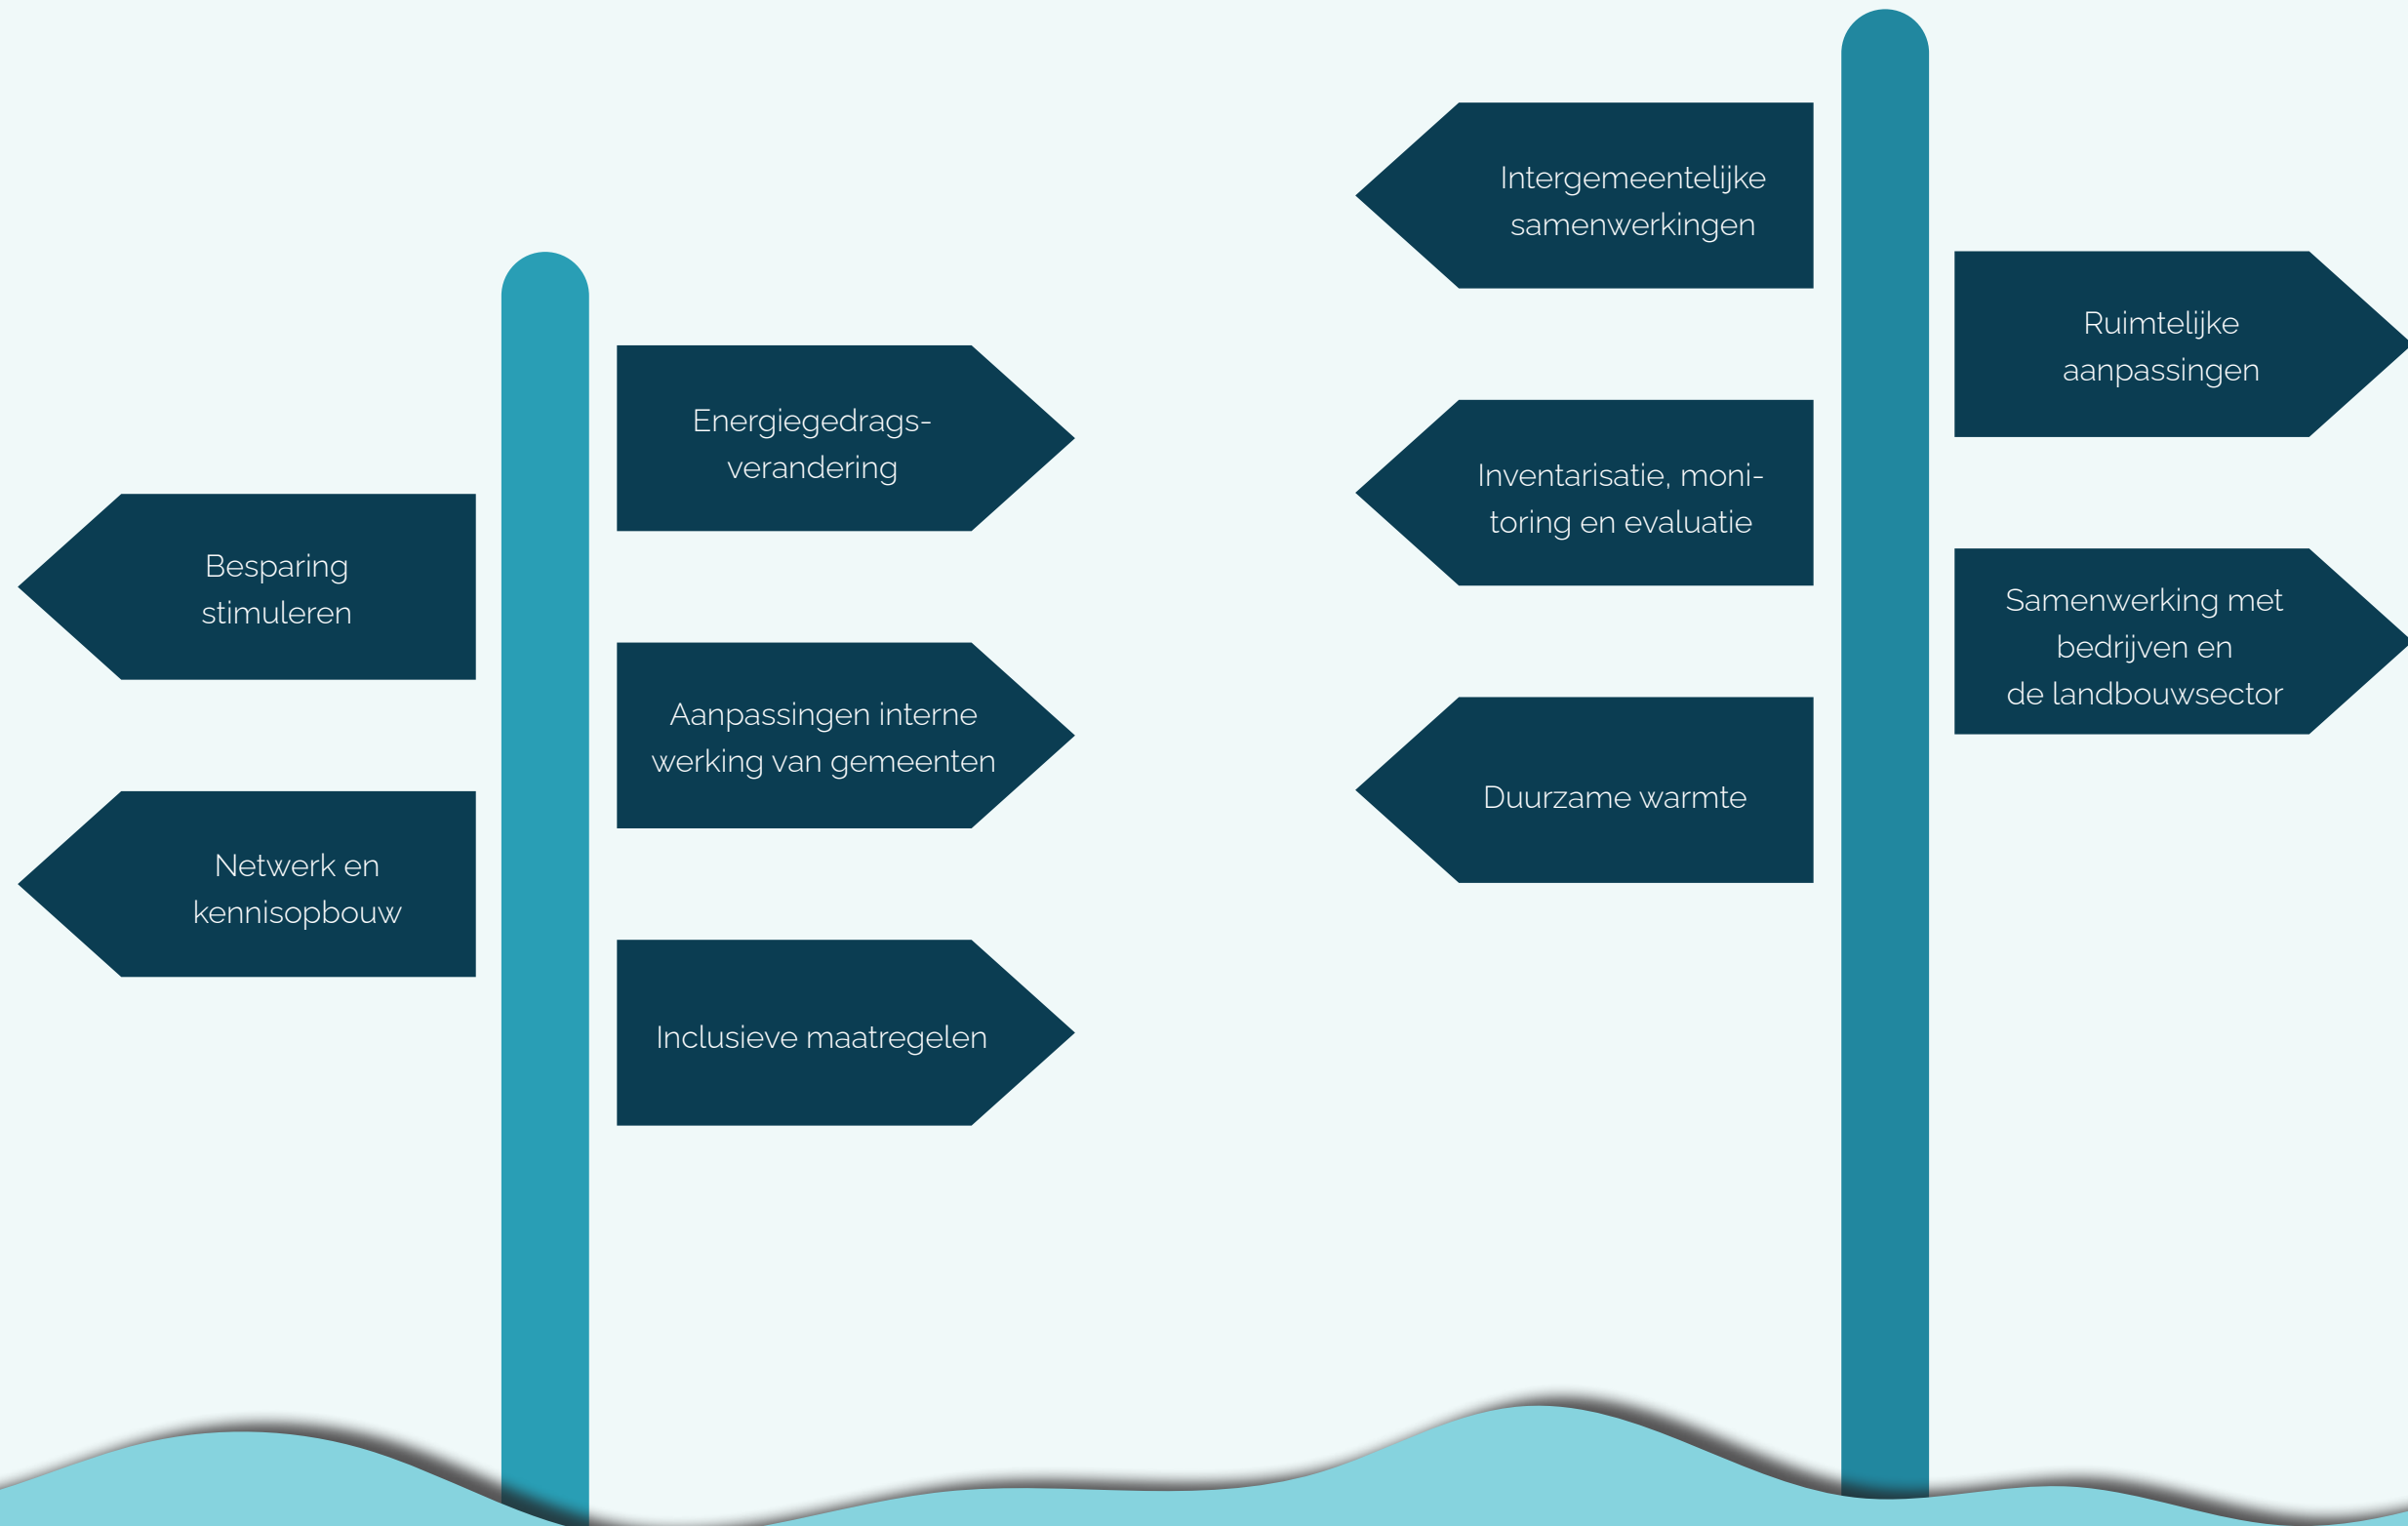 Energiegedrags-
verandering
Besparing
stimuleren
Aanpassingen interne
werking van gemeenten
Netwerk en
kennisopbouw
Inclusieve maatregelen
Intergemeentelijke
samenwerkingen
Ruimtelijke
aanpassingen
Inventarisatie, moni-
toring en evaluatie
Samenwerking met
bedrijven en
de landbouwsector
Duurzame warmte